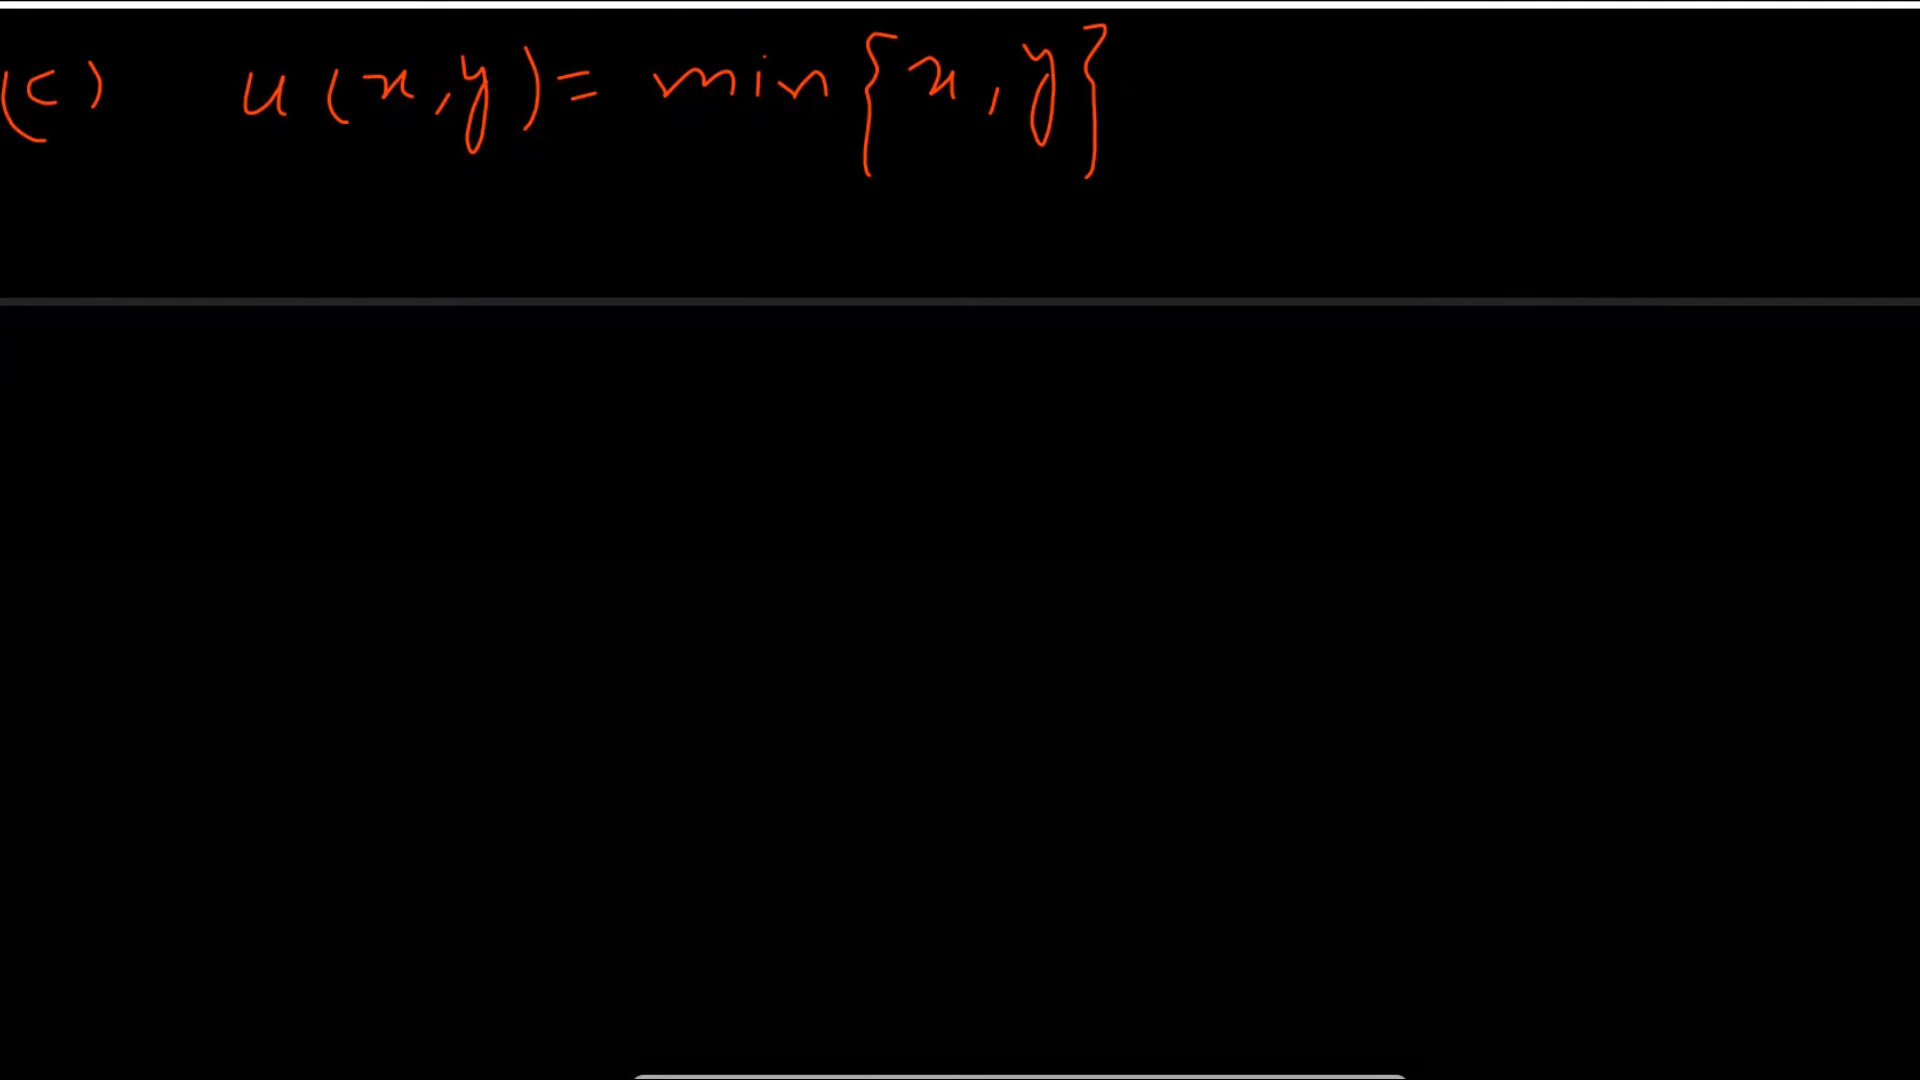 (c) u(x,y) = min{x,y}